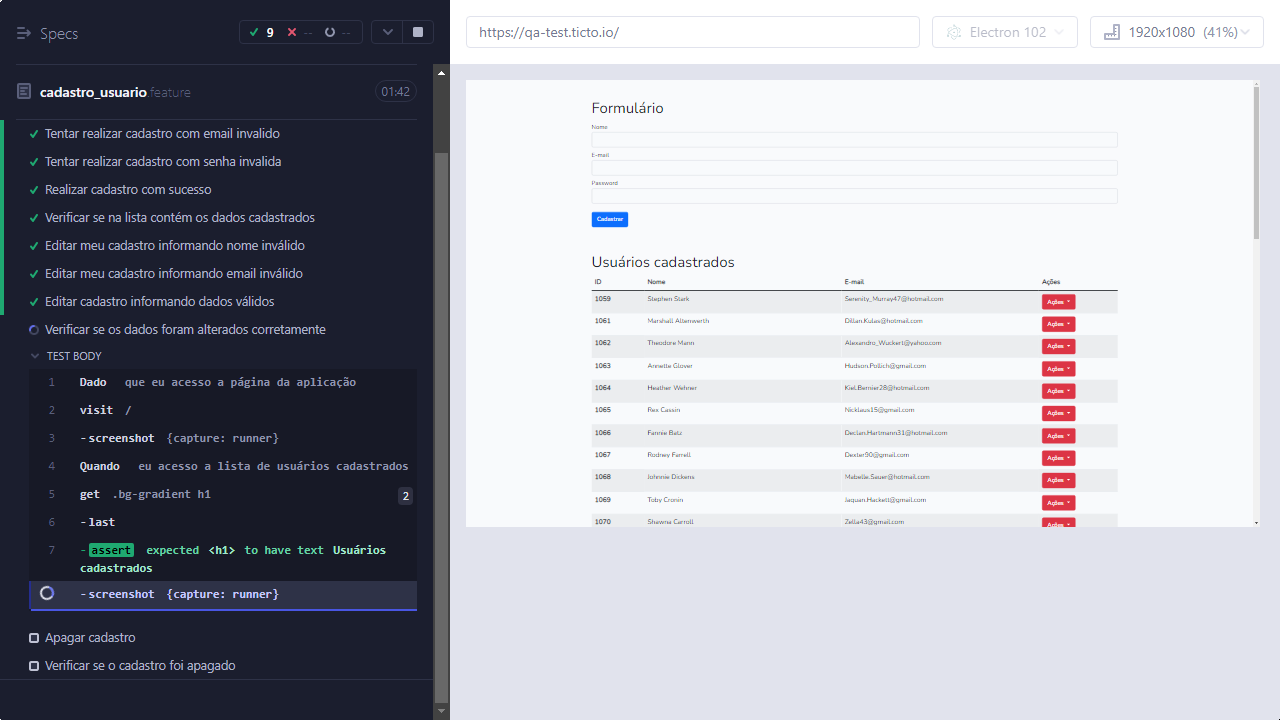 Specs
9 -- --
cadastro_usuario.feature
01:42
Tentar realizar cadastro com email invalido
Tentar realizar cadastro com senha invalida
Realizar cadastro com sucesso
Verificar se na lista contém os dados cadastrados
Editar meu cadastro informando nome inválido
Editar meu cadastro informando email inválido
Editar cadastro informando dados válidos
Verificar se os dados foram alterados corretamente
TEST BODY
1 Dado que eu acesso a página da aplicação
2 visit /
3 -screenshot {capture: runner}
4 Quando eu acesso a lista de usuários cadastrados
5 get .bg-gradient h1 2
6 -last
7 -assert expected <h1> to have text Usuários
cadastrados
-screenshot {capture: runner}
Apagar cadastro
Verificar se o cadastro foi apagado
https://qa-test.ticto.io/
Electron 102
1920x1080 (41%)
Formulário
Nome
E-mail
Password
Cadastrar
Usuários cadastrados
ID Nome E-mail Ações
1059 Stephen Stark Serenity_Murray47@hotmail.com Ações
1061 Marshall Altenwerth Dillan.Kulas@hotmail.com Ações
1062 Theodore Mann Alexandro_Wuckert@yahoo.com Ações
1063 Annette Glover Hudson.Pollich@gmail.com Ações
1064 Heather Wehner Kiel.Bernier28@hotmail.com Ações
1065 Rex Cassin Nicklaus15@gmail.com Ações
1066 Fannie Batz Declan.Hartmann31@hotmail.com Ações
1067 Rodney Farrell Dexter90@gmail.com Ações
1068 Johnnie Dickens Mabelle.Sauer@hotmail.com Ações
1069 Toby Cronin Jaquan.Hackett@gmail.com Ações
1070 Shawna Carroll Zella43@gmail.com Ações